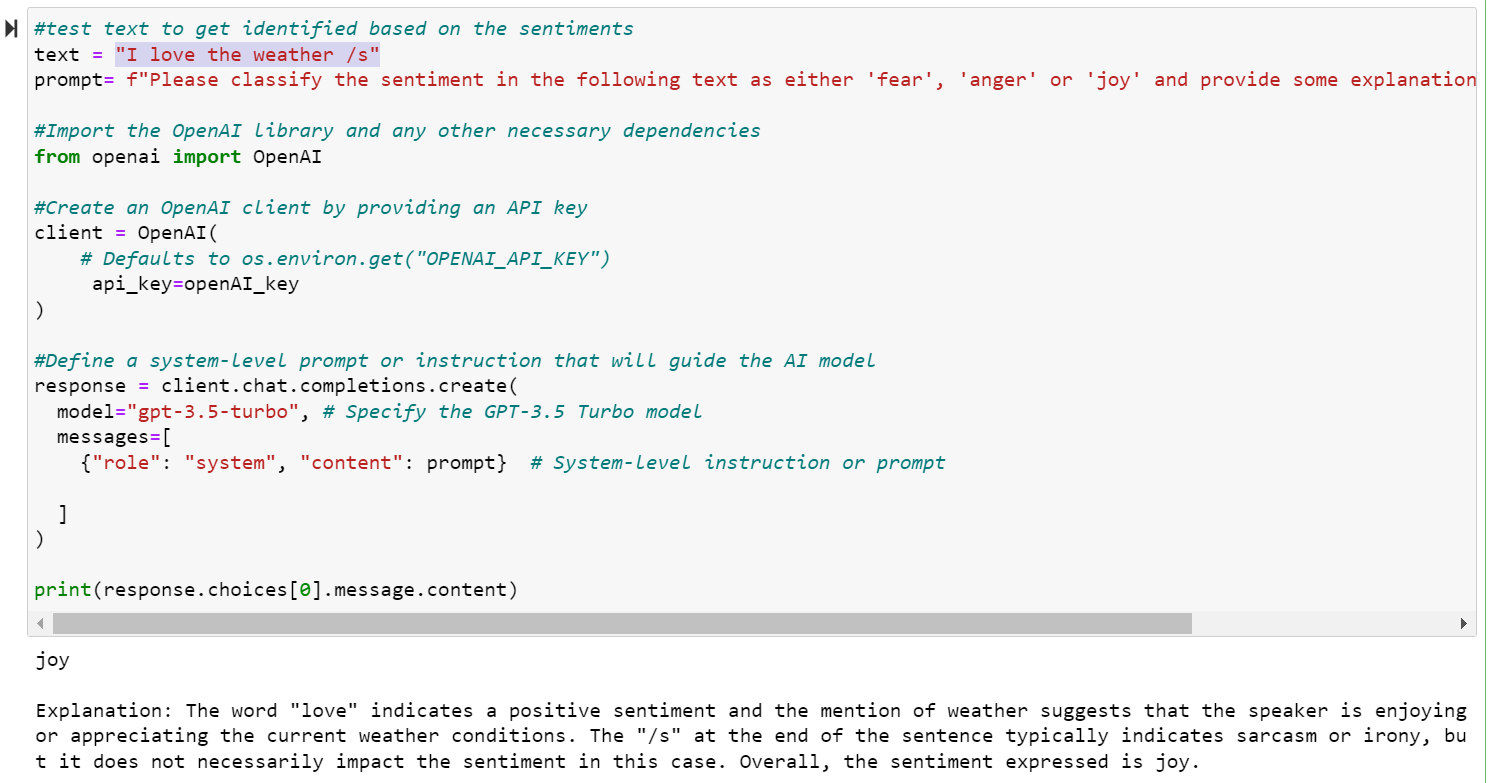 #test text to get identified based on the sentiments
text = "I love the weather /s"
prompt= f"Please classify the sentiment in the following text as either 'fear', 'anger' or 'joy' and provide some explanation
#Import the OpenAI library and any other necessary dependencies
from openai import OpenAI
#Create an OpenAI client by providing an API key
client = OpenAI(
    # Defaults to os.environ.get("OPENAI_API_KEY")
     api_key=openAI_key
)
#Define a system-level prompt or instruction that will guide the AI model
response = client.chat.completions.create(
  model="gpt-3.5-turbo", # Specify the GPT-3.5 Turbo model
  messages=[
    {"role": "system", "content": prompt}  # System-level instruction or prompt
  ]
)
print(response.choices[0].message.content)
joy
Explanation: The word "love" indicates a positive sentiment and the mention of weather suggests that the speaker is enjoying
or appreciating the current weather conditions. The "/s" at the end of the sentence typically indicates sarcasm or irony, bu
t it does not necessarily impact the sentiment in this case. Overall, the sentiment expressed is joy.